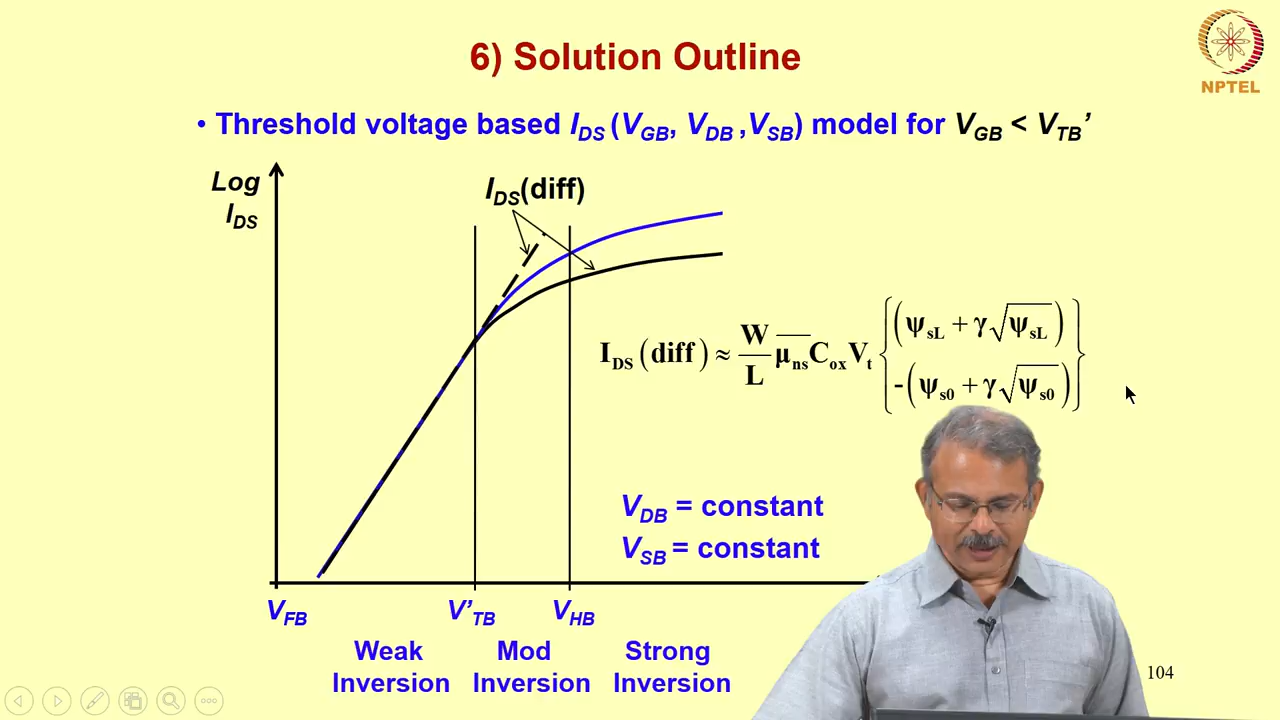 6) Solution Outline
NPTEL
• Threshold voltage based I_DS (V_GB, V_DB ,V_SB) model for V_GB < V_TB’
Log
I_DS
I_DS(diff)
I_DS (diff) ≈ W/L μ_ns C_ox V_t { (ψ_sL + γ√ψ_sL)
-(ψ_s0 + γ√ψ_s0) }
V_DB = constant
V_SB = constant
V_FB V’_TB V_HB
Weak Mod Strong
Inversion Inversion Inversion
104